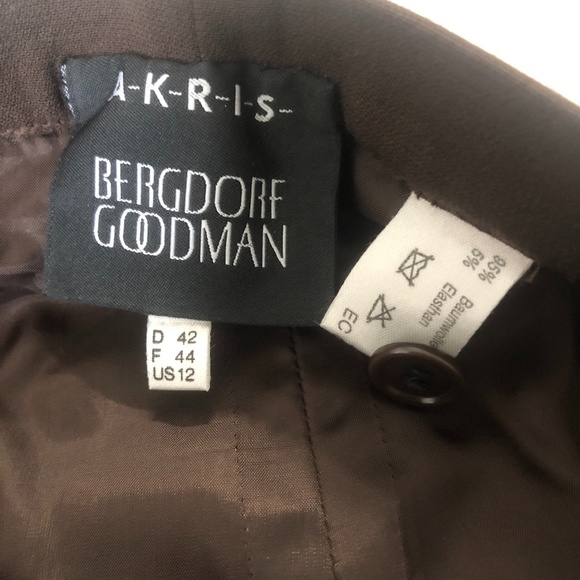 A-K-R-I-S-
BERGDORF
GOODMAN
D 42
F 44
US 12
95% Baumwolle
5% Elasthan
EC